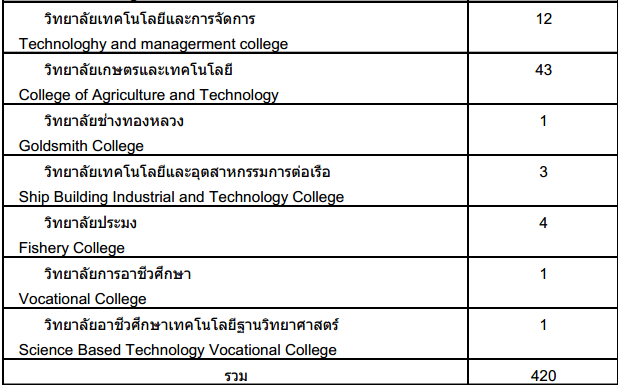 วิทยาลัยเทคโนโลยีและการจัดการ 12
Technologhy and managerment college
วิทยาลัยเกษตรและเทคโนโลยี 43
College of Agriculture and Technology
วิทยาลัยช่างทองหลวง 1
Goldsmith College
วิทยาลัยเทคโนโลยีและอุตสาหกรรมการต่อเรือ 3
Ship Building Industrial and Technology College
วิทยาลัยประมง 4
Fishery College
วิทยาลัยการอาชีวศึกษา 1
Vocational College
วิทยาลัยอาชีวศึกษาเทคโนโลยีฐานวิทยาศาสตร์ 1
Science Based Technology Vocational College
รวม 420